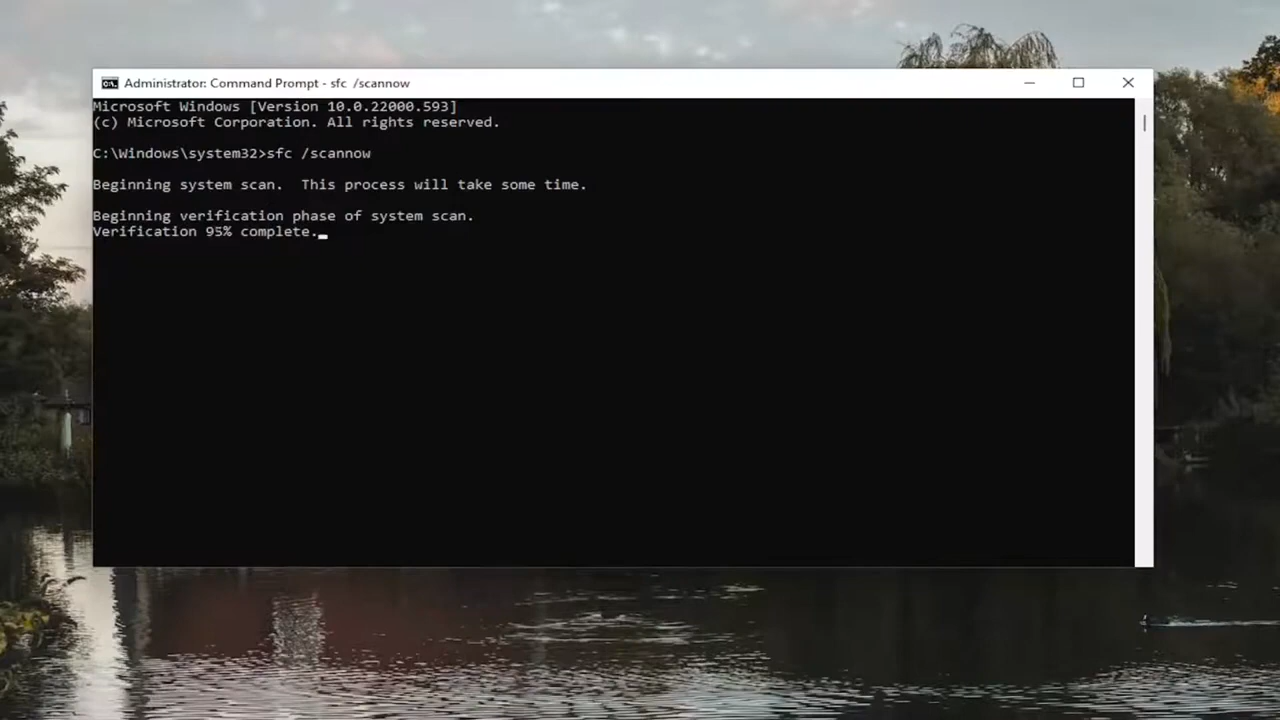 Administrator: Command Prompt - sfc  /scannow
Microsoft Windows [Version 10.0.22000.593]
(c) Microsoft Corporation. All rights reserved.
C:\Windows\system32>sfc /scannow
Beginning system scan.  This process will take some time.
Beginning verification phase of system scan.
Verification 95% complete.